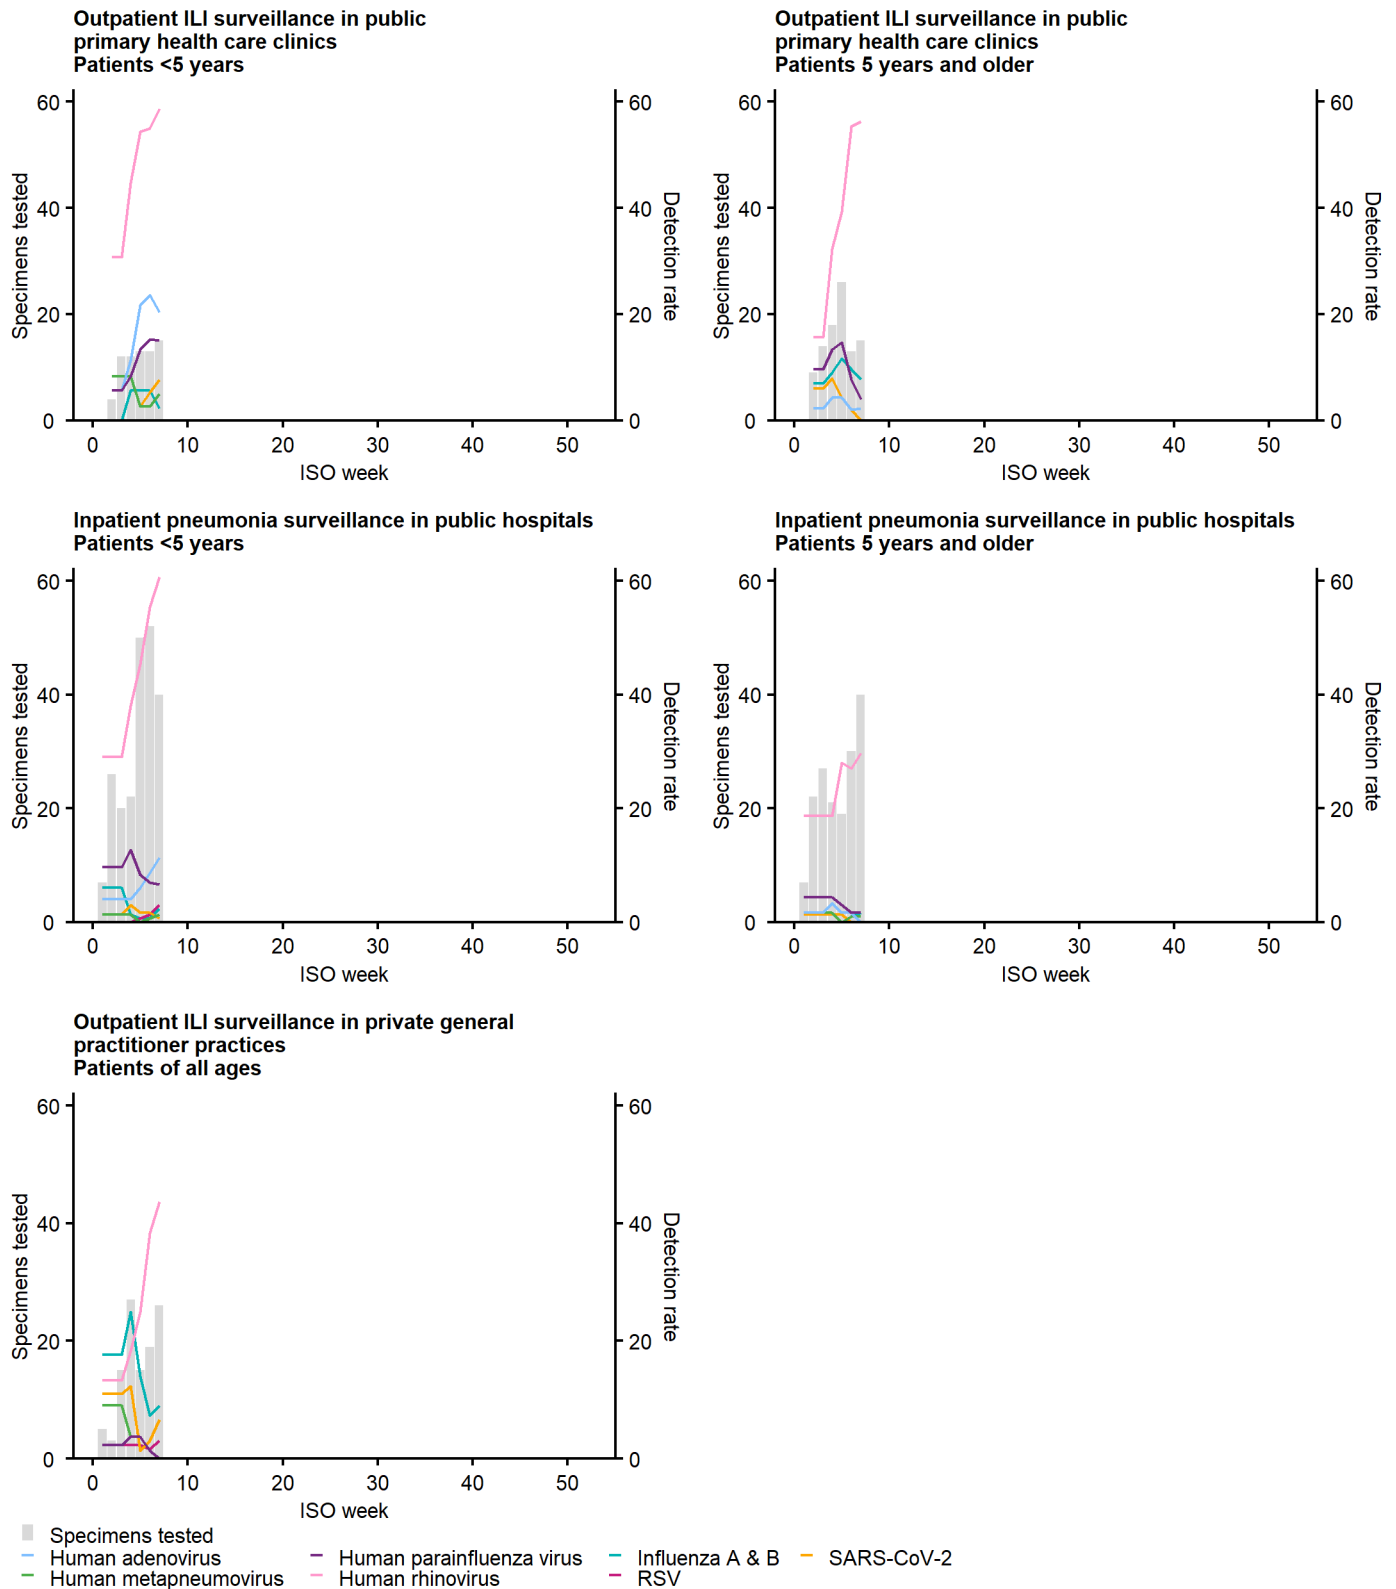 Outpatient ILI surveillance in public
primary health care clinics
Patients <5 years
60
40
20
0
Specimens tested
60
40
20
0
Detection rate
0 10 20 30 40 50
ISO week
Outpatient ILI surveillance in public
primary health care clinics
Patients 5 years and older
60
40
20
0
Specimens tested
60
40
20
0
Detection rate
0 10 20 30 40 50
ISO week
Inpatient pneumonia surveillance in public hospitals
Patients <5 years
60
40
20
0
Specimens tested
60
40
20
0
Detection rate
0 10 20 30 40 50
ISO week
Inpatient pneumonia surveillance in public hospitals
Patients 5 years and older
60
40
20
0
Specimens tested
60
40
20
0
Detection rate
0 10 20 30 40 50
ISO week
Outpatient ILI surveillance in private general
practitioner practices
Patients of all ages
60
40
20
0
Specimens tested
60
40
20
0
Detection rate
0 10 20 30 40 50
ISO week
Specimens tested
Human adenovirus Human parainfluenza virus Influenza A & B SARS-CoV-2
Human metapneumovirus Human rhinovirus RSV